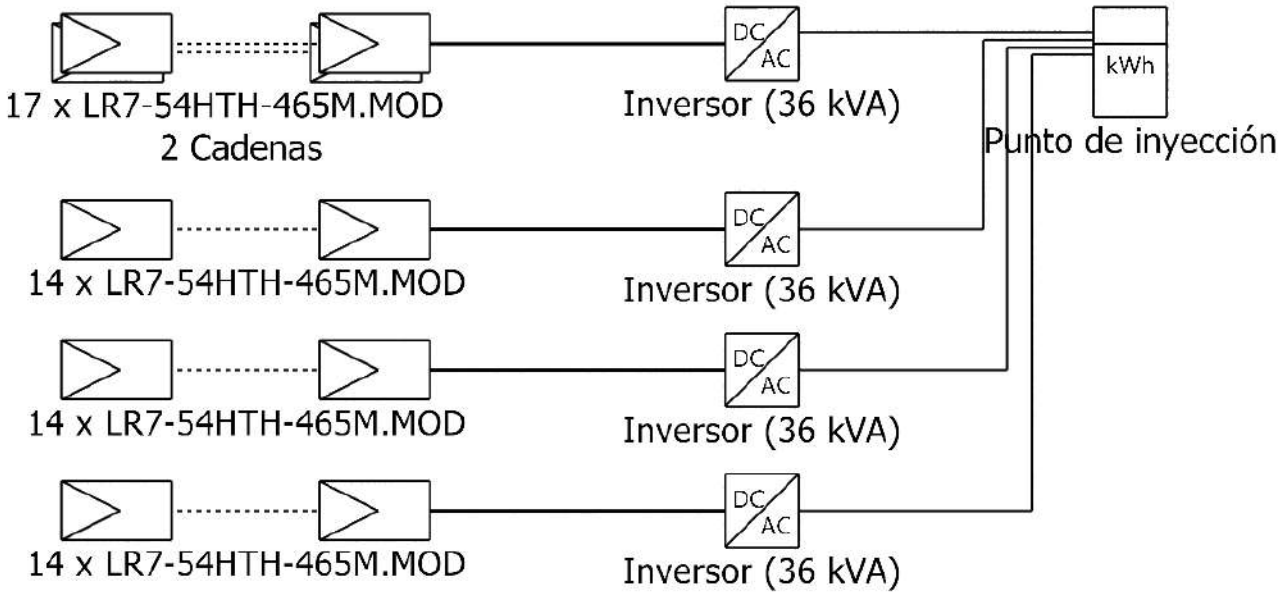 DC
AC
kWh
17 x LR7-54HTH-465M.MOD
2 Cadenas
Inversor (36 kVA)
Punto de inyección
DC
AC
14 x LR7-54HTH-465M.MOD
Inversor (36 kVA)
DC
AC
14 x LR7-54HTH-465M.MOD
Inversor (36 kVA)
DC
AC
14 x LR7-54HTH-465M.MOD
Inversor (36 kVA)